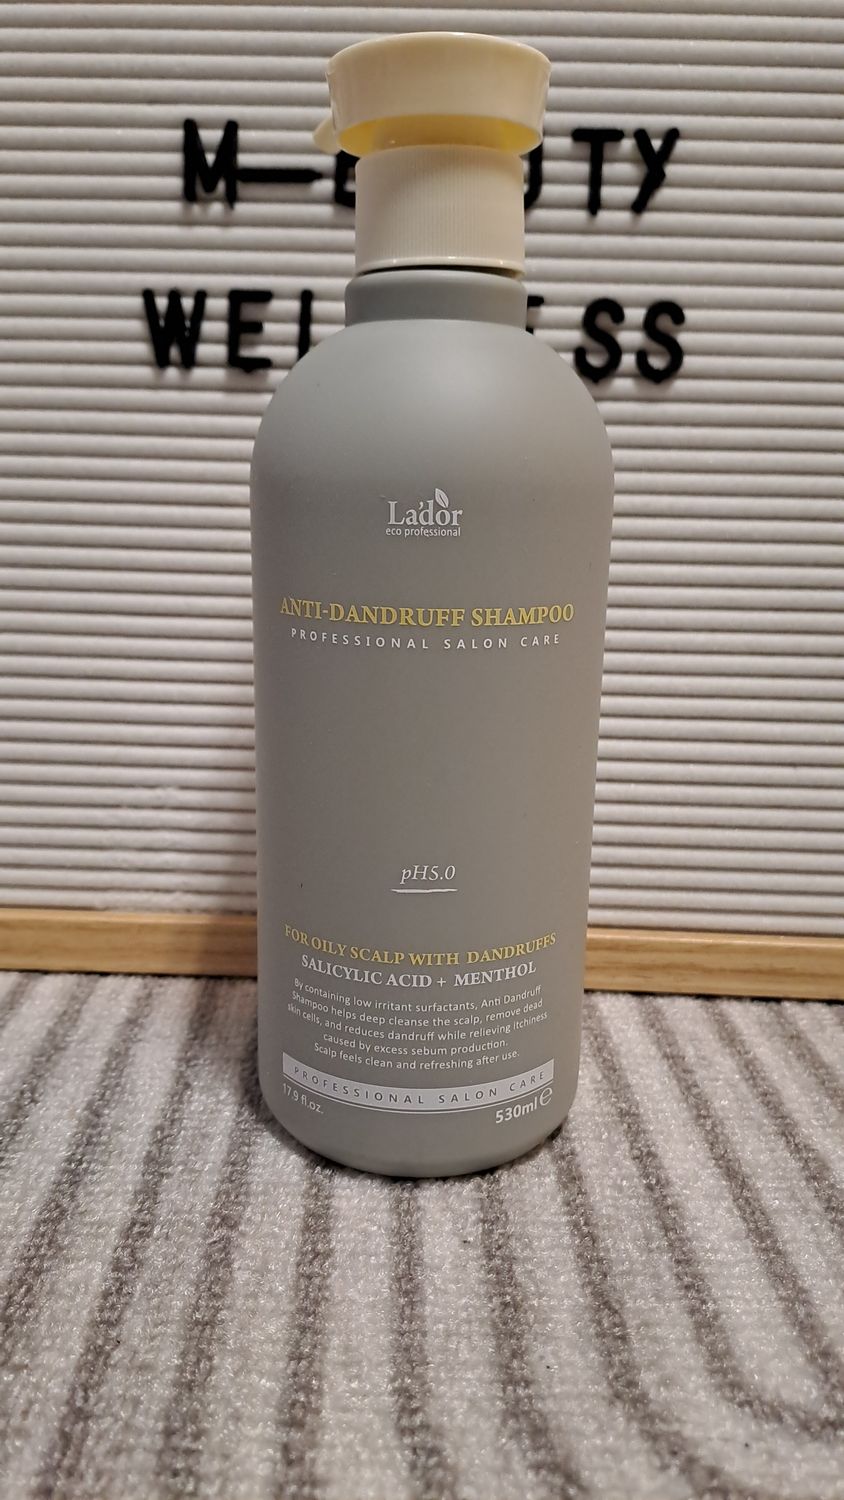 M—B UTY
WEL ESS
La'dor
eco professional
ANTI-DANDRUFF SHAMPOO
PROFESSIONAL SALON CARE
pH5.0
FOR OILY SCALP WITH DANDRUFFS
SALICYLIC ACID + MENTHOL
By containing low irritant surfactants, Anti Dandruff
Shampoo helps deep cleanse the scalp, remove dead
skin cells, and reduces dandruff while relieving itchiness
caused by excess sebum production.
Scalp feels clean and refreshing after use.
PROFESSIONAL SALON CARE
17.9 fl.oz.
530ml ℮